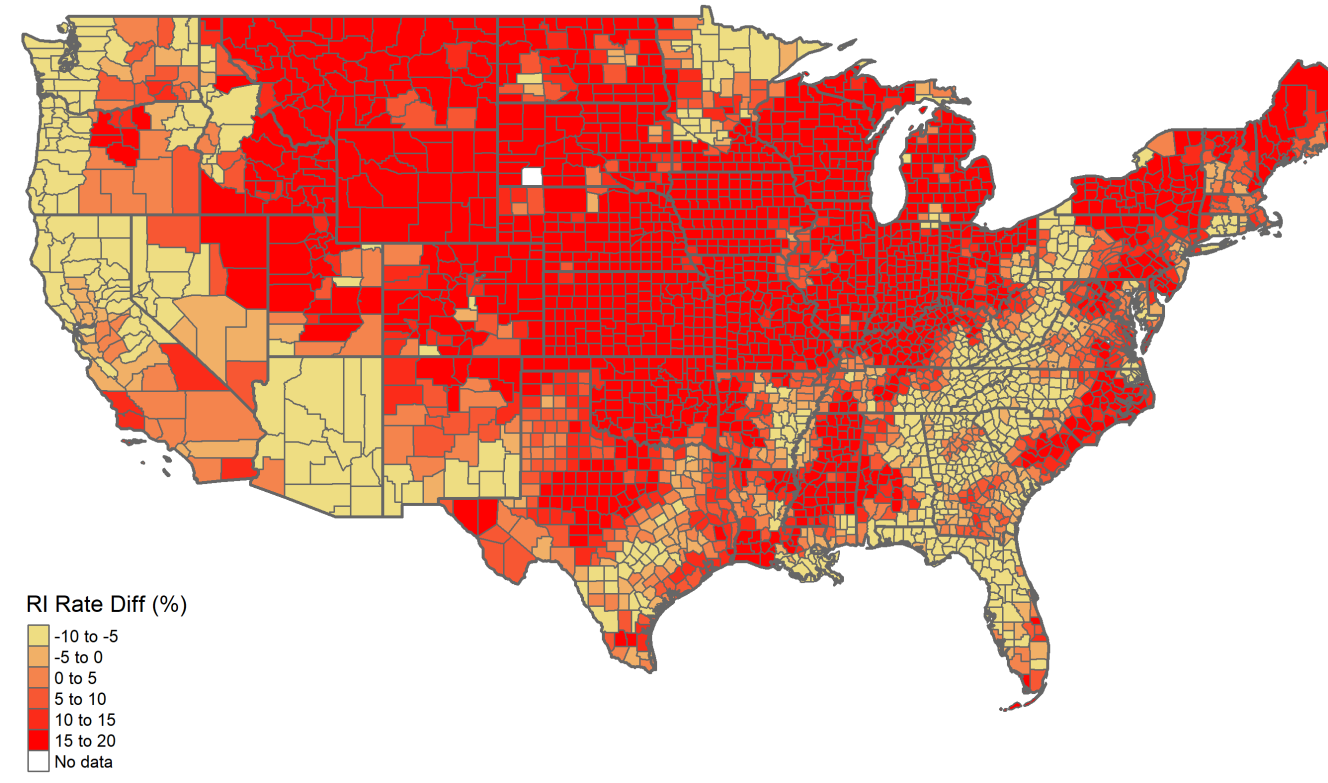 RI Rate Diff (%)
-10 to -5
-5 to 0
0 to 5
5 to 10
10 to 15
15 to 20
No data